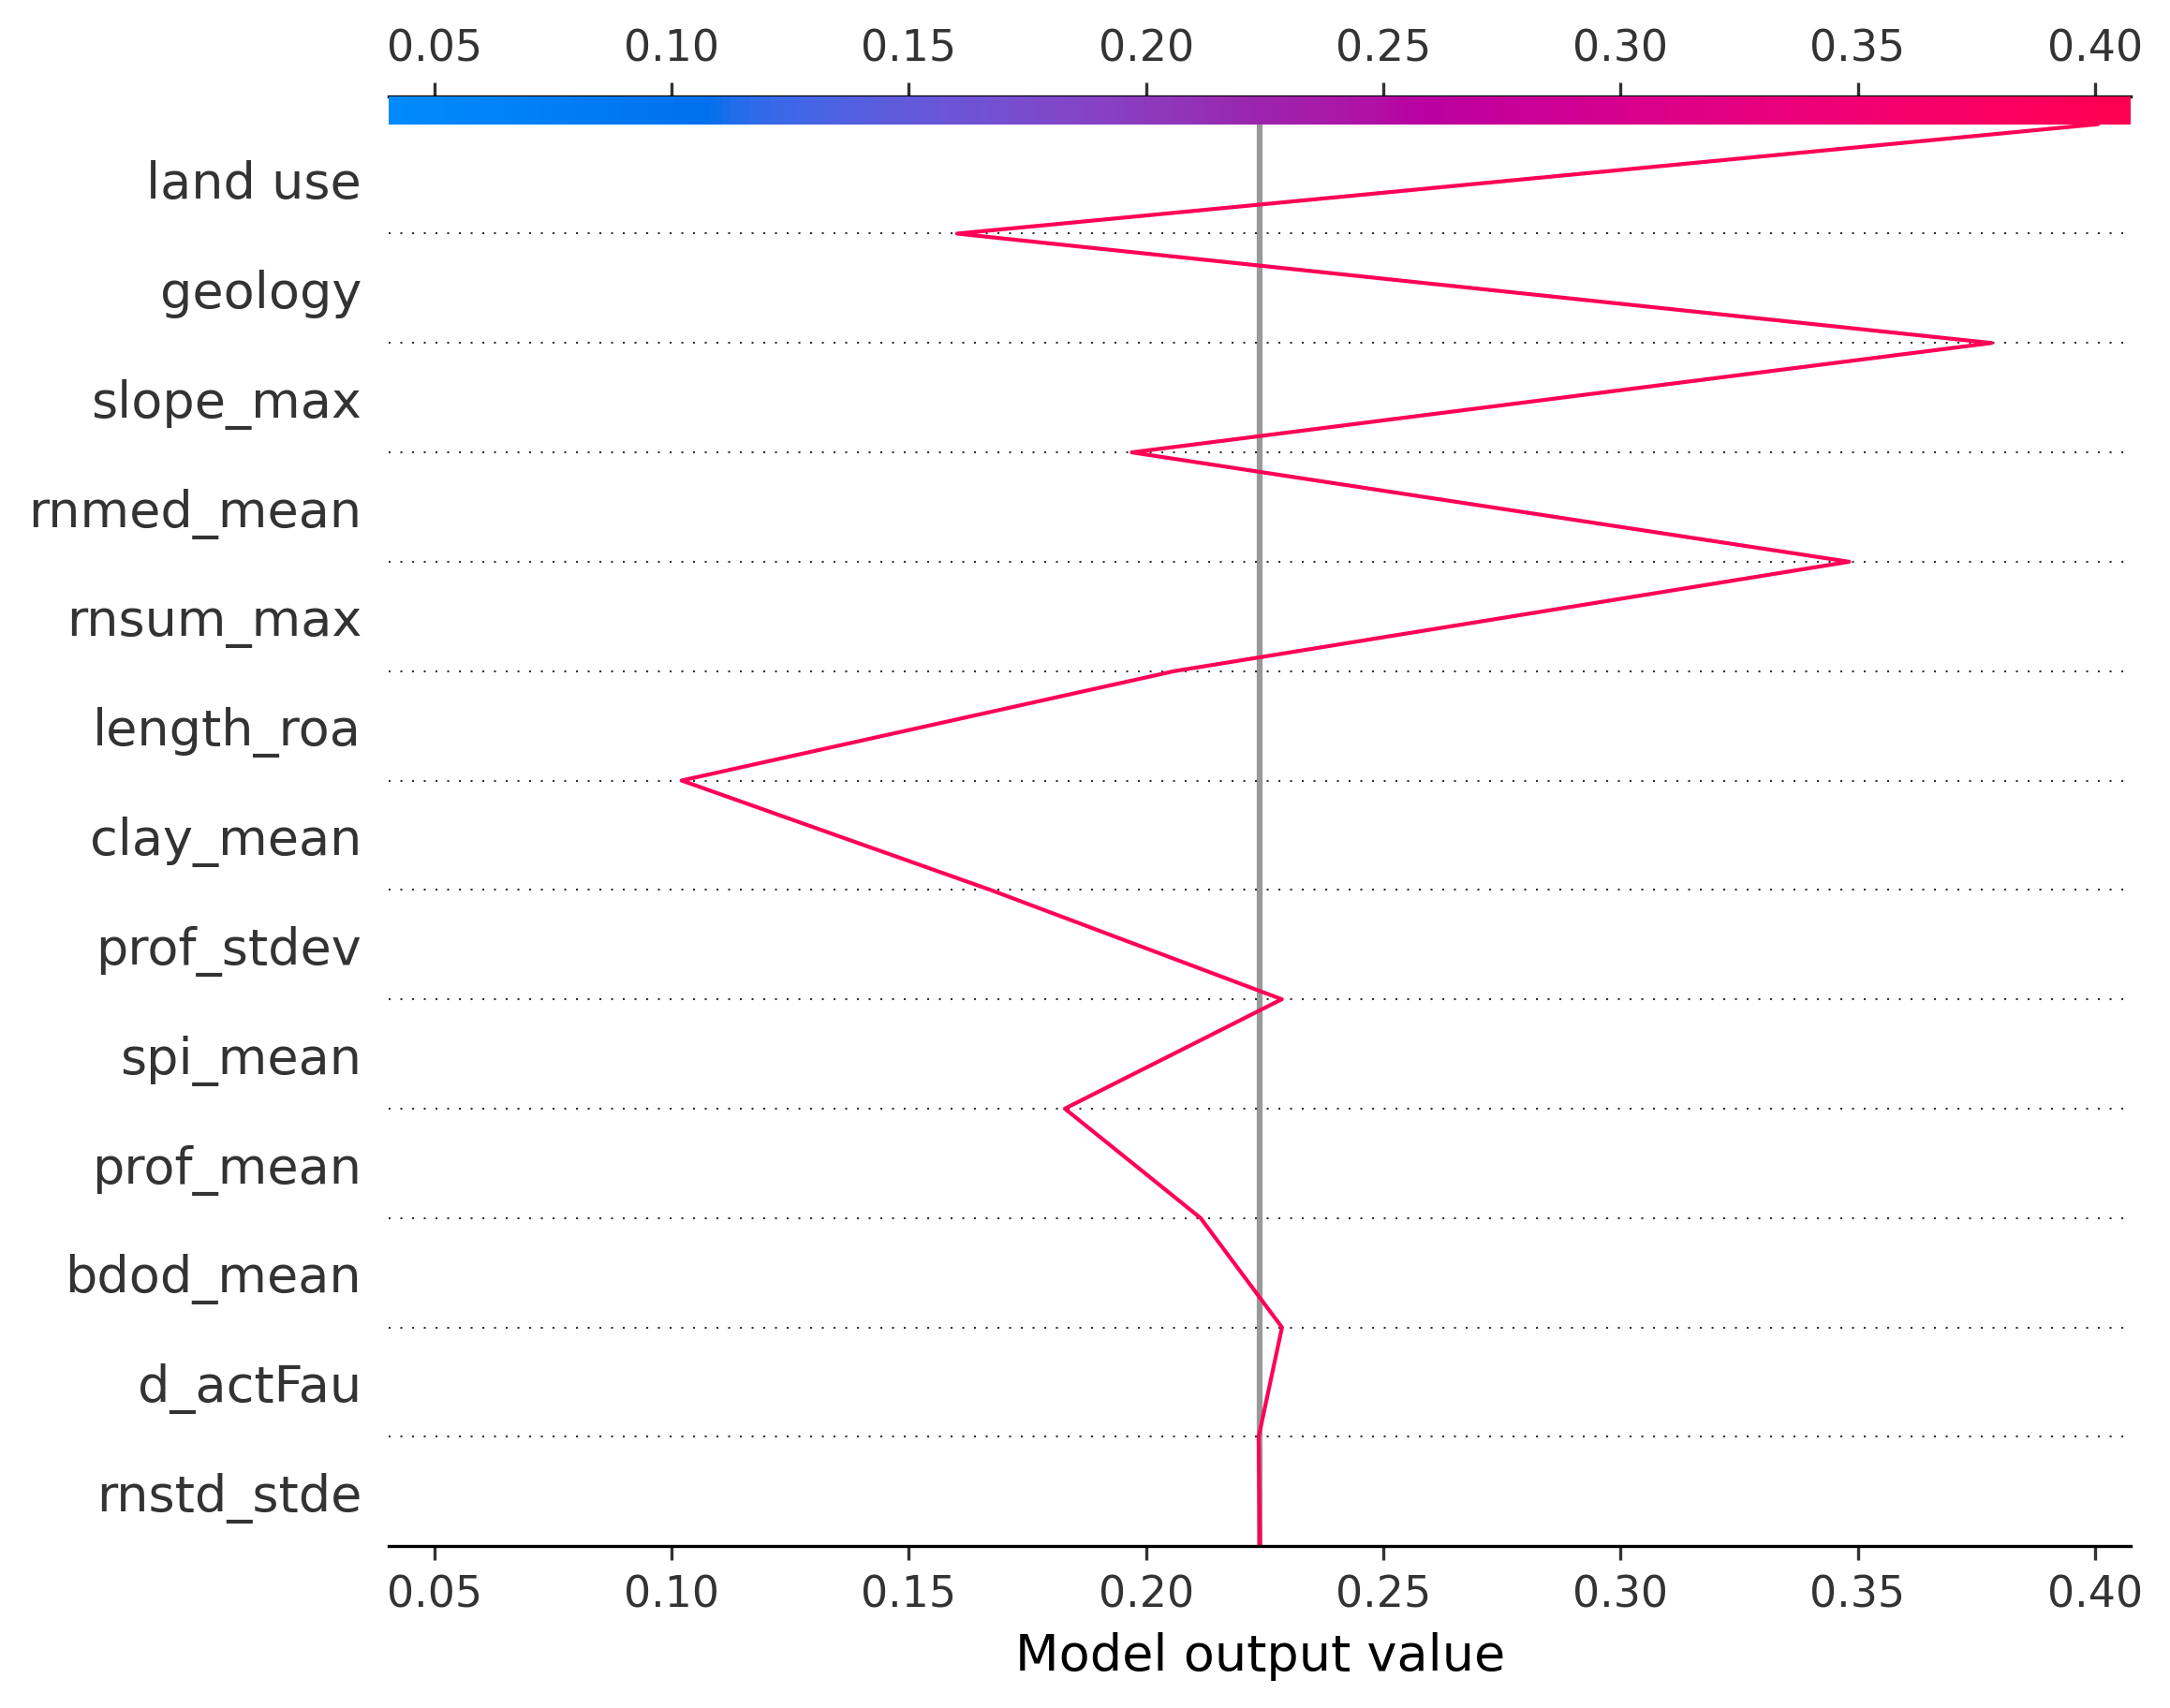 0.05 0.10 0.15 0.20 0.25 0.30 0.35 0.40
land use
geology
slope_max
rnmed_mean
rnsum_max
length_roa
clay_mean
prof_stdev
spi_mean
prof_mean
bdod_mean
d_actFau
rnstd_stde
0.05 0.10 0.15 0.20 0.25 0.30 0.35 0.40
Model output value